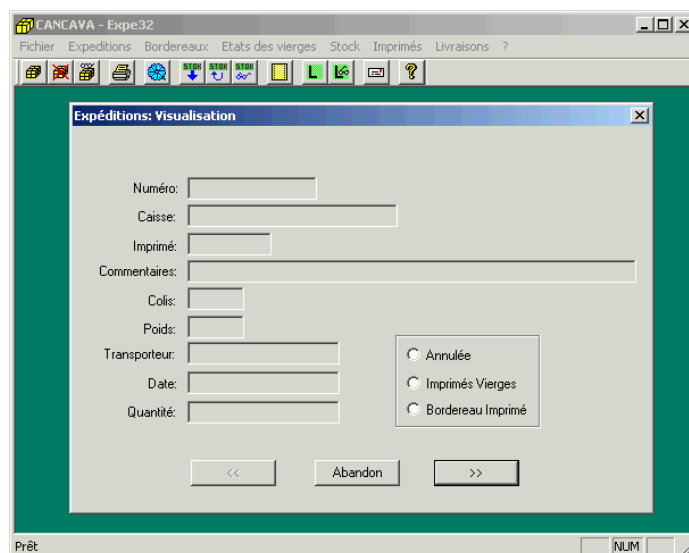 CANCAVA - Expe32
Fichier Expeditions Bordereaux Etats des vierges Stock Imprimés Livraisons ?
STOK STOK STOK L L ?
Expéditions: Visualisation
Numéro:
Caisse:
Imprimé:
Commentaires:
Colis:
Poids:
Transporteur:
Annulée
Date:
Imprimés Vierges
Quantité:
Bordereau Imprimé
<< Abandon >>
Prêt NUM